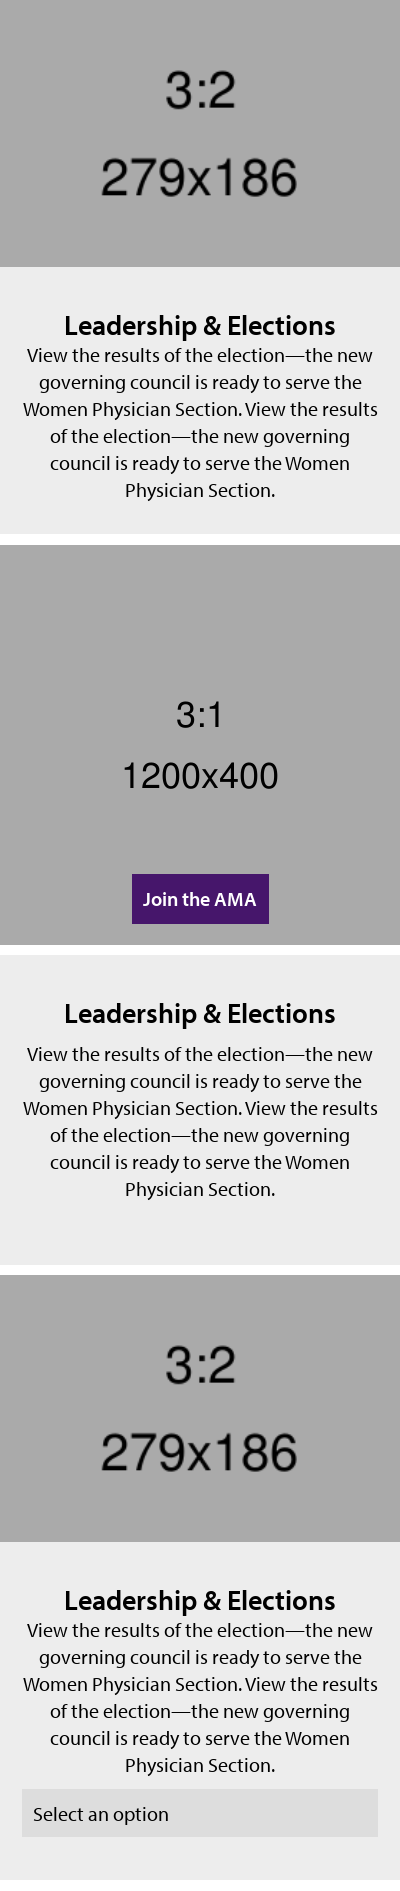 3:2
279x186
Leadership & Elections
View the results of the election—the new
governing council is ready to serve the
Women Physician Section. View the results
of the election—the new governing
council is ready to serve the Women
Physician Section.
3:1
1200x400
Join the AMA
Leadership & Elections
View the results of the election—the new
governing council is ready to serve the
Women Physician Section. View the results
of the election—the new governing
council is ready to serve the Women
Physician Section.
3:2
279x186
Leadership & Elections
View the results of the election—the new
governing council is ready to serve the
Women Physician Section. View the results
of the election—the new governing
council is ready to serve the Women
Physician Section.
Select an option